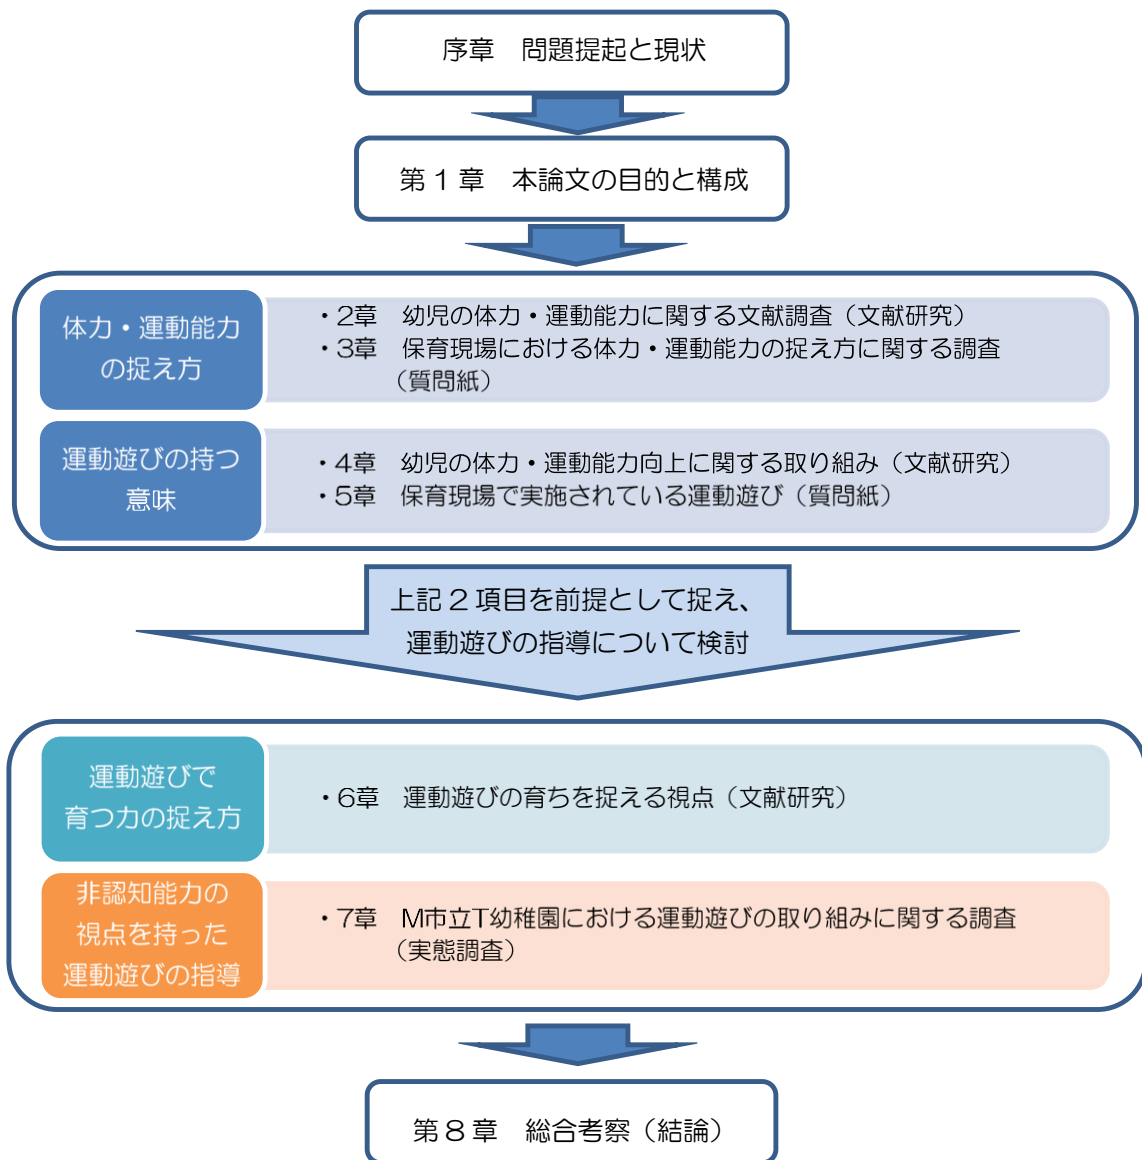 序章　問題提起と現状
第１章　本論文の目的と構成
体力・運動能力
の捉え方
・2章　幼児の体力・運動能力に関する文献調査（文献研究）
・3章　保育現場における体力・運動能力の捉え方に関する調査
（質問紙）
運動遊びの持つ
意味
・4章　幼児の体力・運動能力向上に関する取り組み（文献研究）
・5章　保育現場で実施されている運動遊び（質問紙）
上記２項目を前提として捉え、
運動遊びの指導について検討
運動遊びで
育つ力の捉え方
・6章　運動遊びの育ちを捉える視点（文献研究）
非認知能力の
視点を持った
運動遊びの指導
・7章　M市立T幼稚園における運動遊びの取り組みに関する調査
（実態調査）
第８章　総合考察（結論）